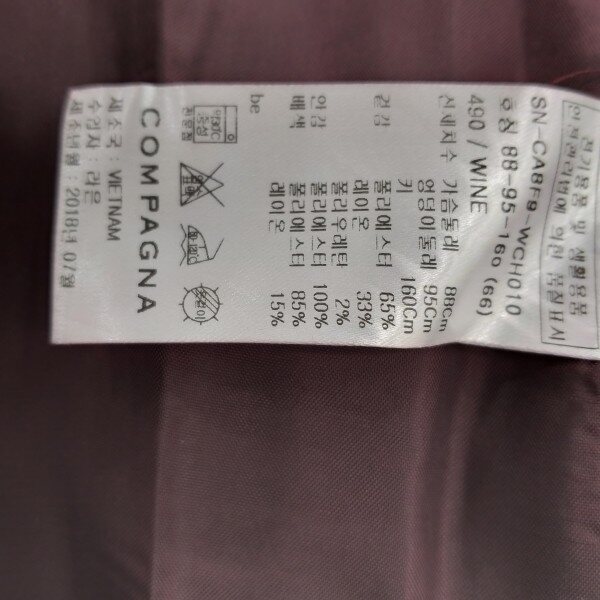 전기용품 및 생활용품
안전관리법에 의한 품질표시
SN-CA8F9-WCH010
호칭 88-95-160 (66)
490 / WINE
신체치수 가슴둘레 88Cm
엉덩이둘레 95Cm
키 160Cm
겉감 폴리에스터 65%
레이온 33%
폴리우레탄 2%
안감 폴리에스터 100%
배색 폴리에스터 85%
레이온 15%
be
드라이
COMPAGNA
제조국 : VIETNAM
수입자 : 라운
제조년월 : 2018년 07월